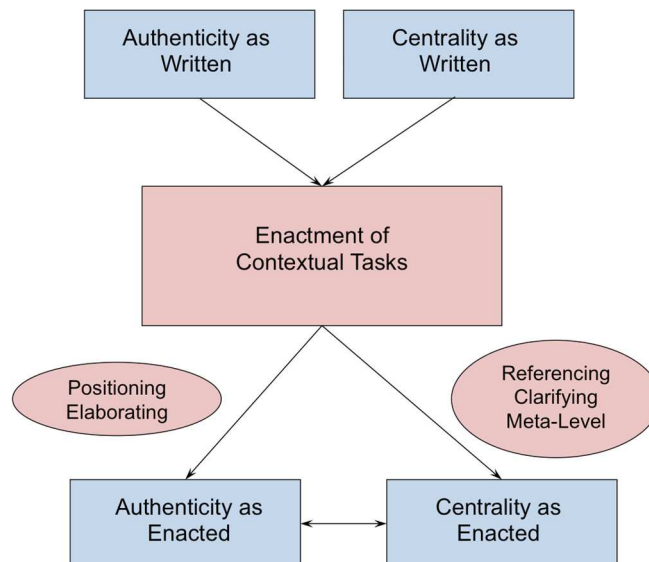 Authenticity as
Written
Centrality as
Written
Enactment of
Contextual Tasks
Positioning
Elaborating
Referencing
Clarifying
Meta-Level
Authenticity as
Enacted
Centrality as
Enacted